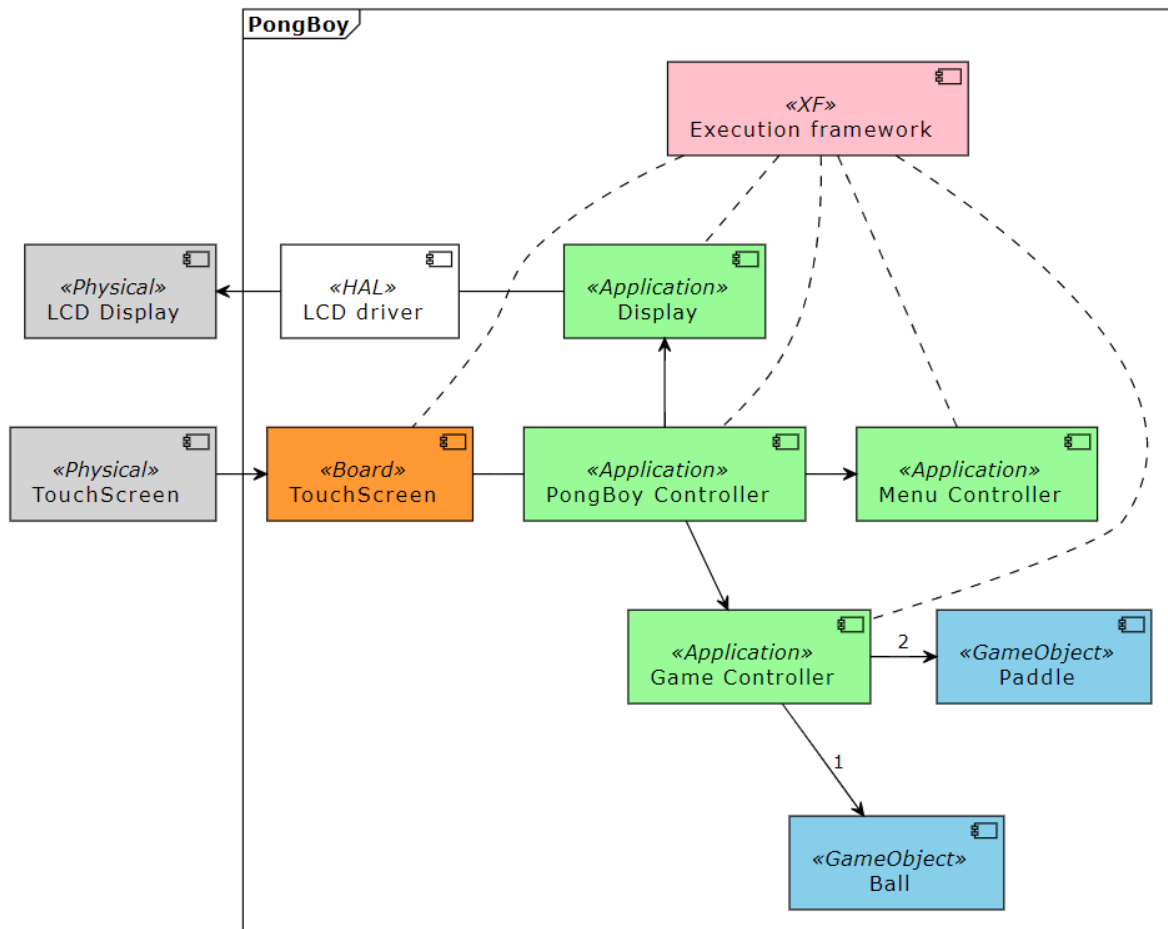 PongBoy
«XF»
Execution framework
«Physical»
LCD Display
«HAL»
LCD driver
«Application»
Display
«Physical»
TouchScreen
«Board»
TouchScreen
«Application»
PongBoy Controller
«Application»
Menu Controller
«Application»
Game Controller
2
«GameObject»
Paddle
1
«GameObject»
Ball